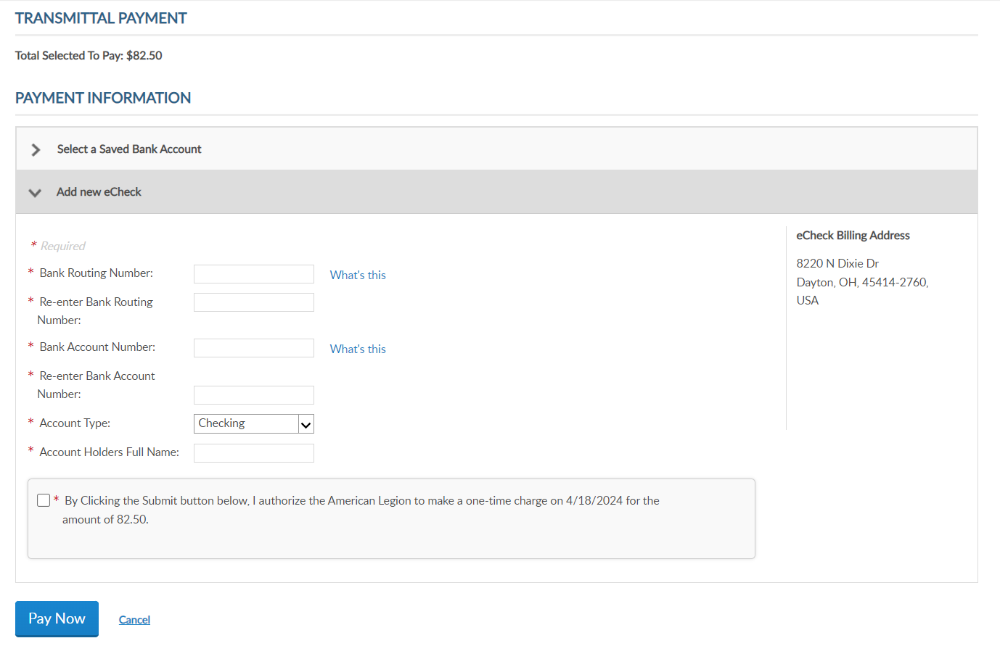 TRANSMITTAL PAYMENT
Total Selected To Pay: $82.50
PAYMENT INFORMATION
Select a Saved Bank Account
Add new eCheck
* Required
* Bank Routing Number:
What's this
* Re-enter Bank Routing
Number:
* Bank Account Number:
What's this
* Re-enter Bank Account
Number:
* Account Type:
Checking
* Account Holders Full Name:
eCheck Billing Address
8220 N Dixie Dr
Dayton, OH, 45414-2760,
USA
* By Clicking the Submit button below, I authorize the American Legion to make a one-time charge on 4/18/2024 for the
amount of 82.50.
Pay Now
Cancel